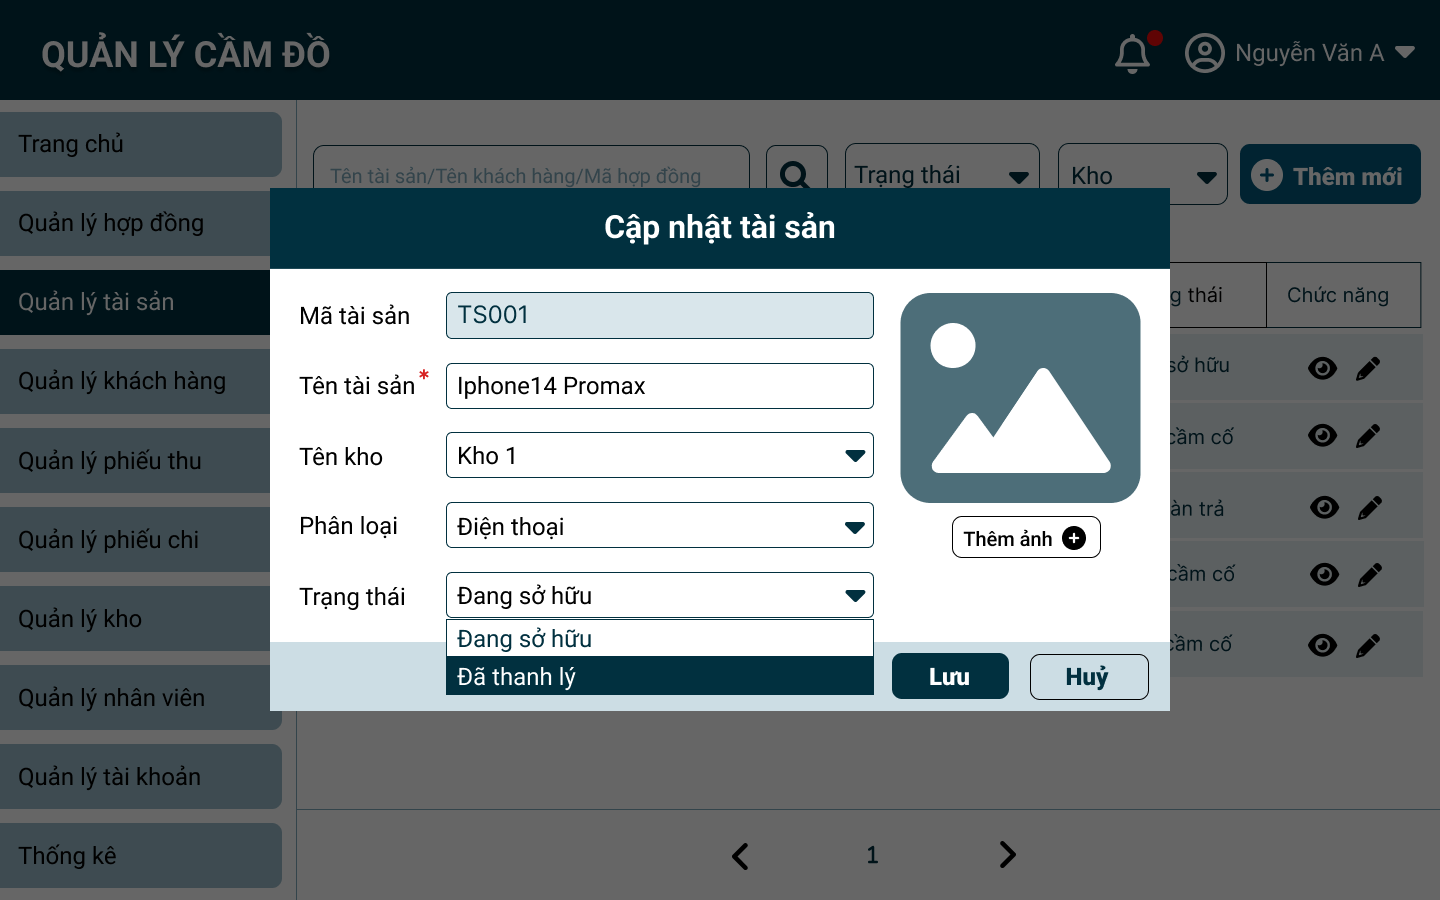 QUẢN LÝ CẦM ĐỒ
Nguyễn Văn A
Trang chủ
Quản lý hợp đồng
Quản lý tài sản
Quản lý khách hàng
Quản lý phiếu thu
Quản lý phiếu chi
Quản lý kho
Quản lý nhân viên
Quản lý tài khoản
Thống kê
Tên tài sản/Tên khách hàng/Mã hợp đồng
Trạng thái
Kho
Thêm mới
Cập nhật tài sản
Mã tài sản
TS001
Tên tài sản*
Iphone14 Promax
Tên kho
Kho 1
Phân loại
Điện thoại
Trạng thái
Đang sở hữu
Đang sở hữu
Đã thanh lý
Thêm ảnh
Lưu
Huỷ
thái
Chức năng
sở hữu
cầm cố
trả
cầm cố
cầm cố
1